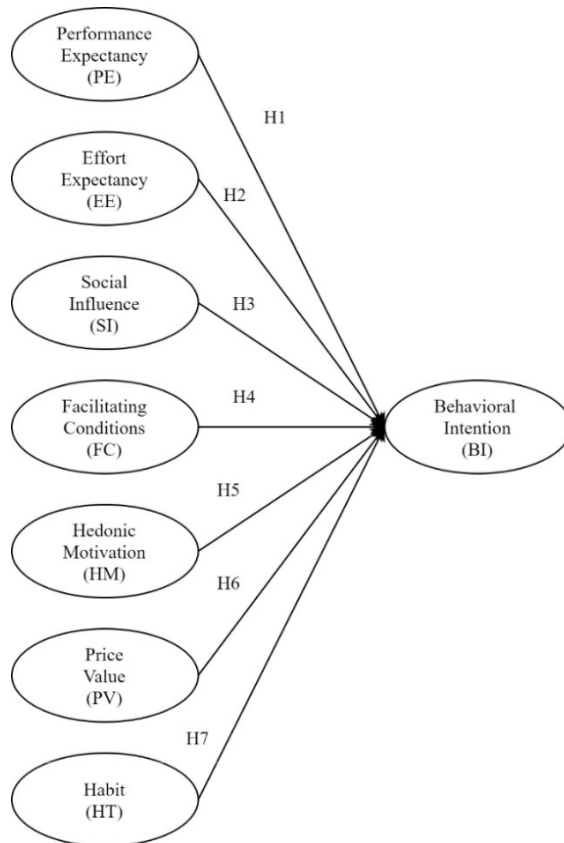 Performance
Expectancy
(PE)
H1
Effort
Expectancy
(EE)
H2
Social
Influence
(SI)
H3
Facilitating
Conditions
(FC)
H4
Behavioral
Intention
(BI)
Hedonic
Motivation
(HM)
H5
Price
Value
(PV)
H6
Habit
(HT)
H7